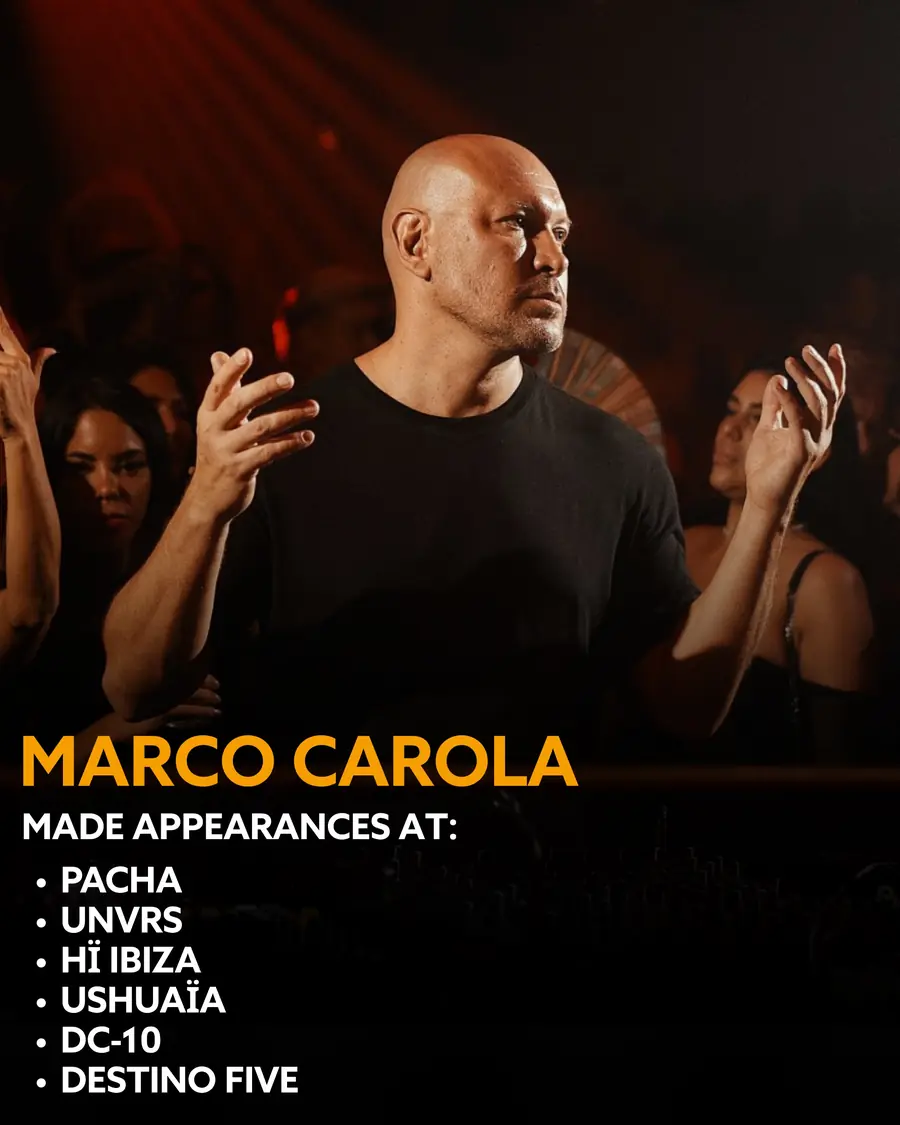 MARCO CAROLA
MADE APPEARANCES AT:
• PACHA
• UNVRS
• HÏ IBIZA
• USHUAÏA
• DC-10
• DESTINO FIVE